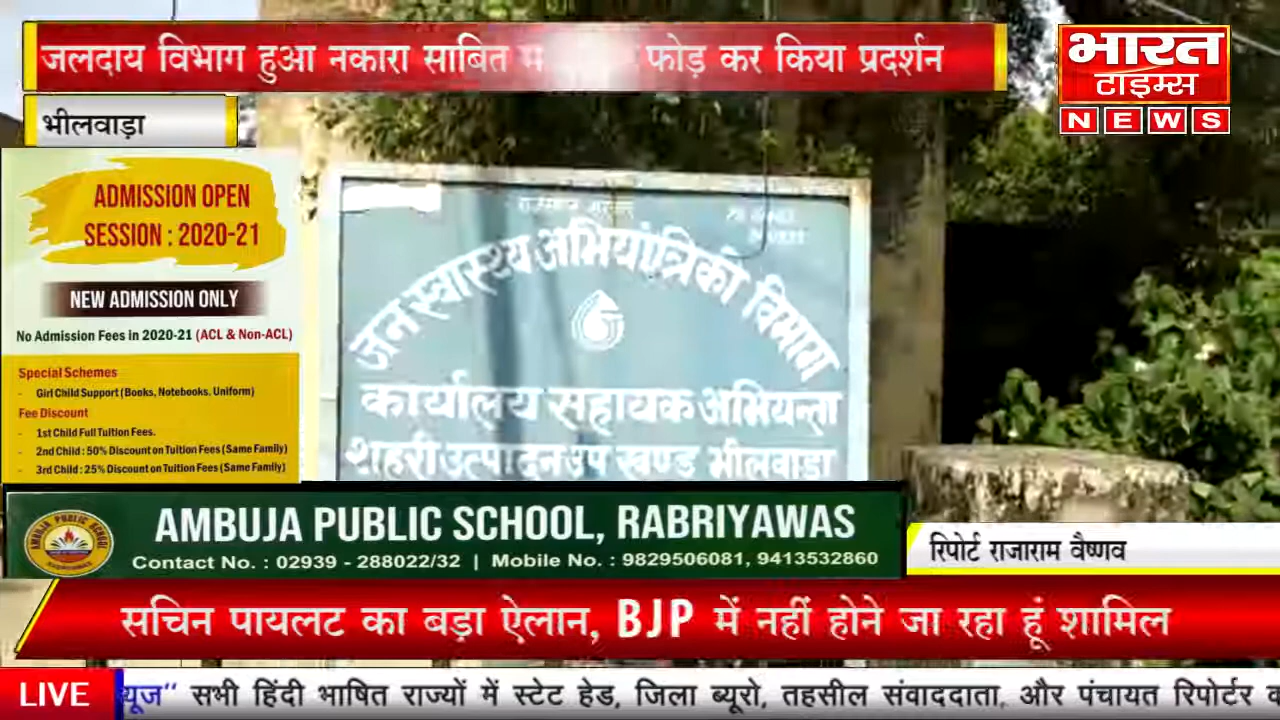 जलदाय विभाग हुआ नकारा साबित म फोड़ कर किया प्रदर्शन
भारत
टाइम्स
NEWS
भीलवाड़ा
ADMISSION OPEN
SESSION : 2020-21
NEW ADMISSION ONLY
No Admission Fees in 2020-21 (ACL & Non-ACL)
Special Schemes
- Girl Child Support (Books, Notebooks, Uniform)
Fee Discount
- 1st Child Full Tuition Fees.
- 2nd Child : 50% Discount on Tuition Fees (Same Family)
- 3rd Child : 25% Discount on Tuition Fees (Same Family)
जन स्वास्थ्य अभियांत्रिकी विभाग
कार्यालय सहायक अभियन्ता
शहरी उत्पादन उप खण्ड भीलवाडा
AMBUJA PUBLIC SCHOOL
AMBUJA PUBLIC SCHOOL, RABRIYAWAS
Contact No. : 02939 - 288022/32 | Mobile No. : 9829506081, 9413532860
रिपोर्ट राजाराम वैष्णव
सचिन पायलट का बड़ा ऐलान, BJP में नहीं होने जा रहा हूं शामिल
LIVE यूज" सभी हिंदी भाषित राज्यों में स्टेट हेड, जिला ब्यूरो, तहसील संवाददाता, और पंचायत रिपोर्टर